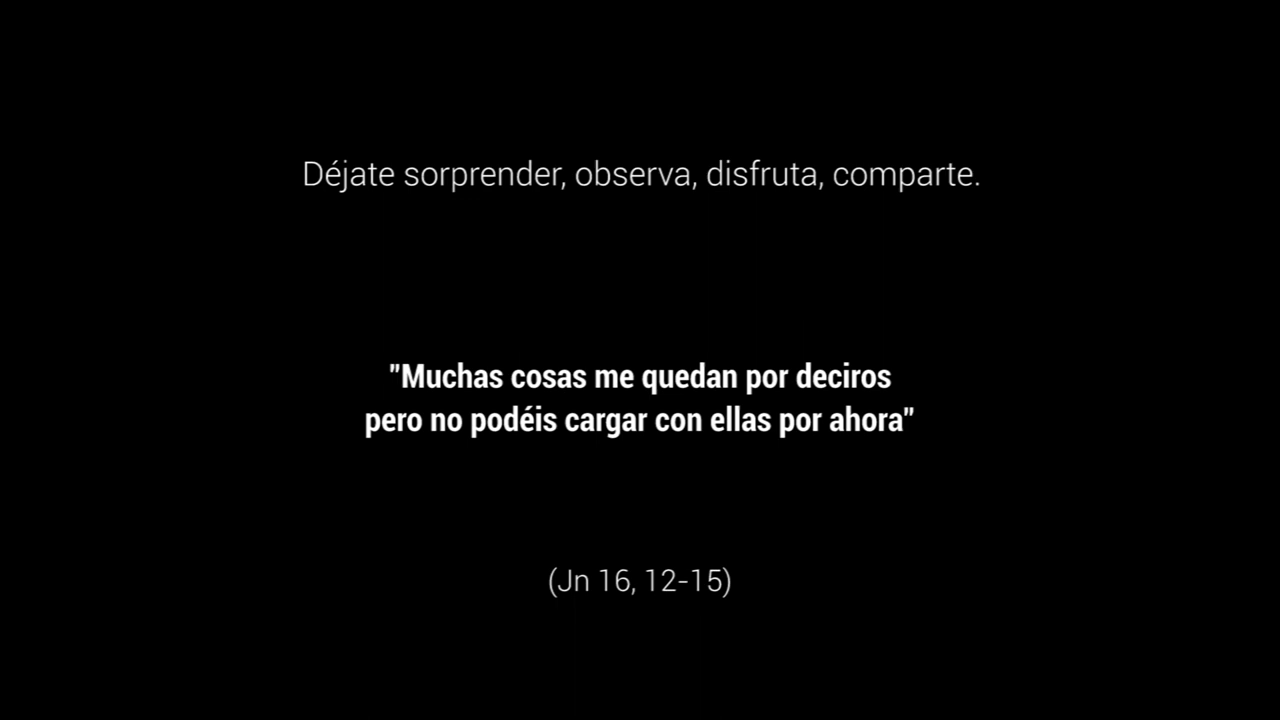 Déjate sorprender, observa, disfruta, comparte.
"Muchas cosas me quedan por deciros
pero no podéis cargar con ellas por ahora"
(Jn 16, 12-15)